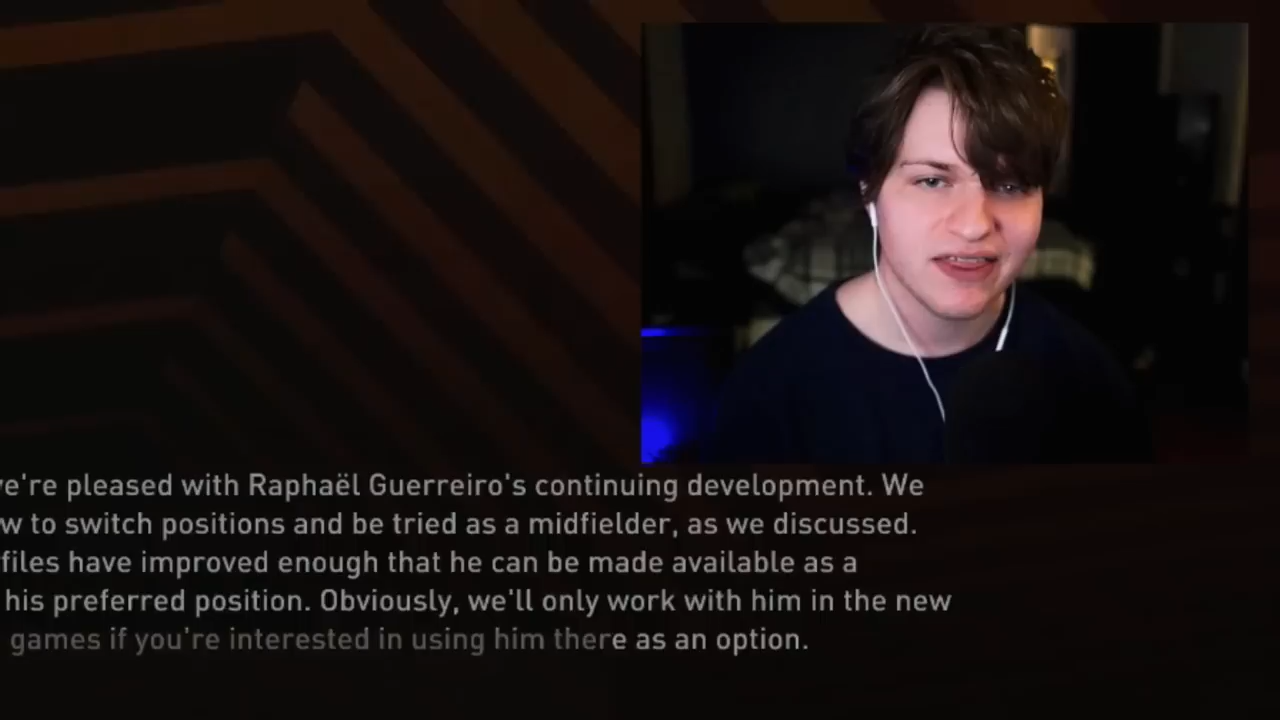 're pleased with Raphaël Guerreiro's continuing development. We
to switch positions and be tried as a midfielder, as we discussed.
files have improved enough that he can be made available as a
his preferred position. Obviously, we'll only work with him in the new
games if you're interested in using him there as an option.